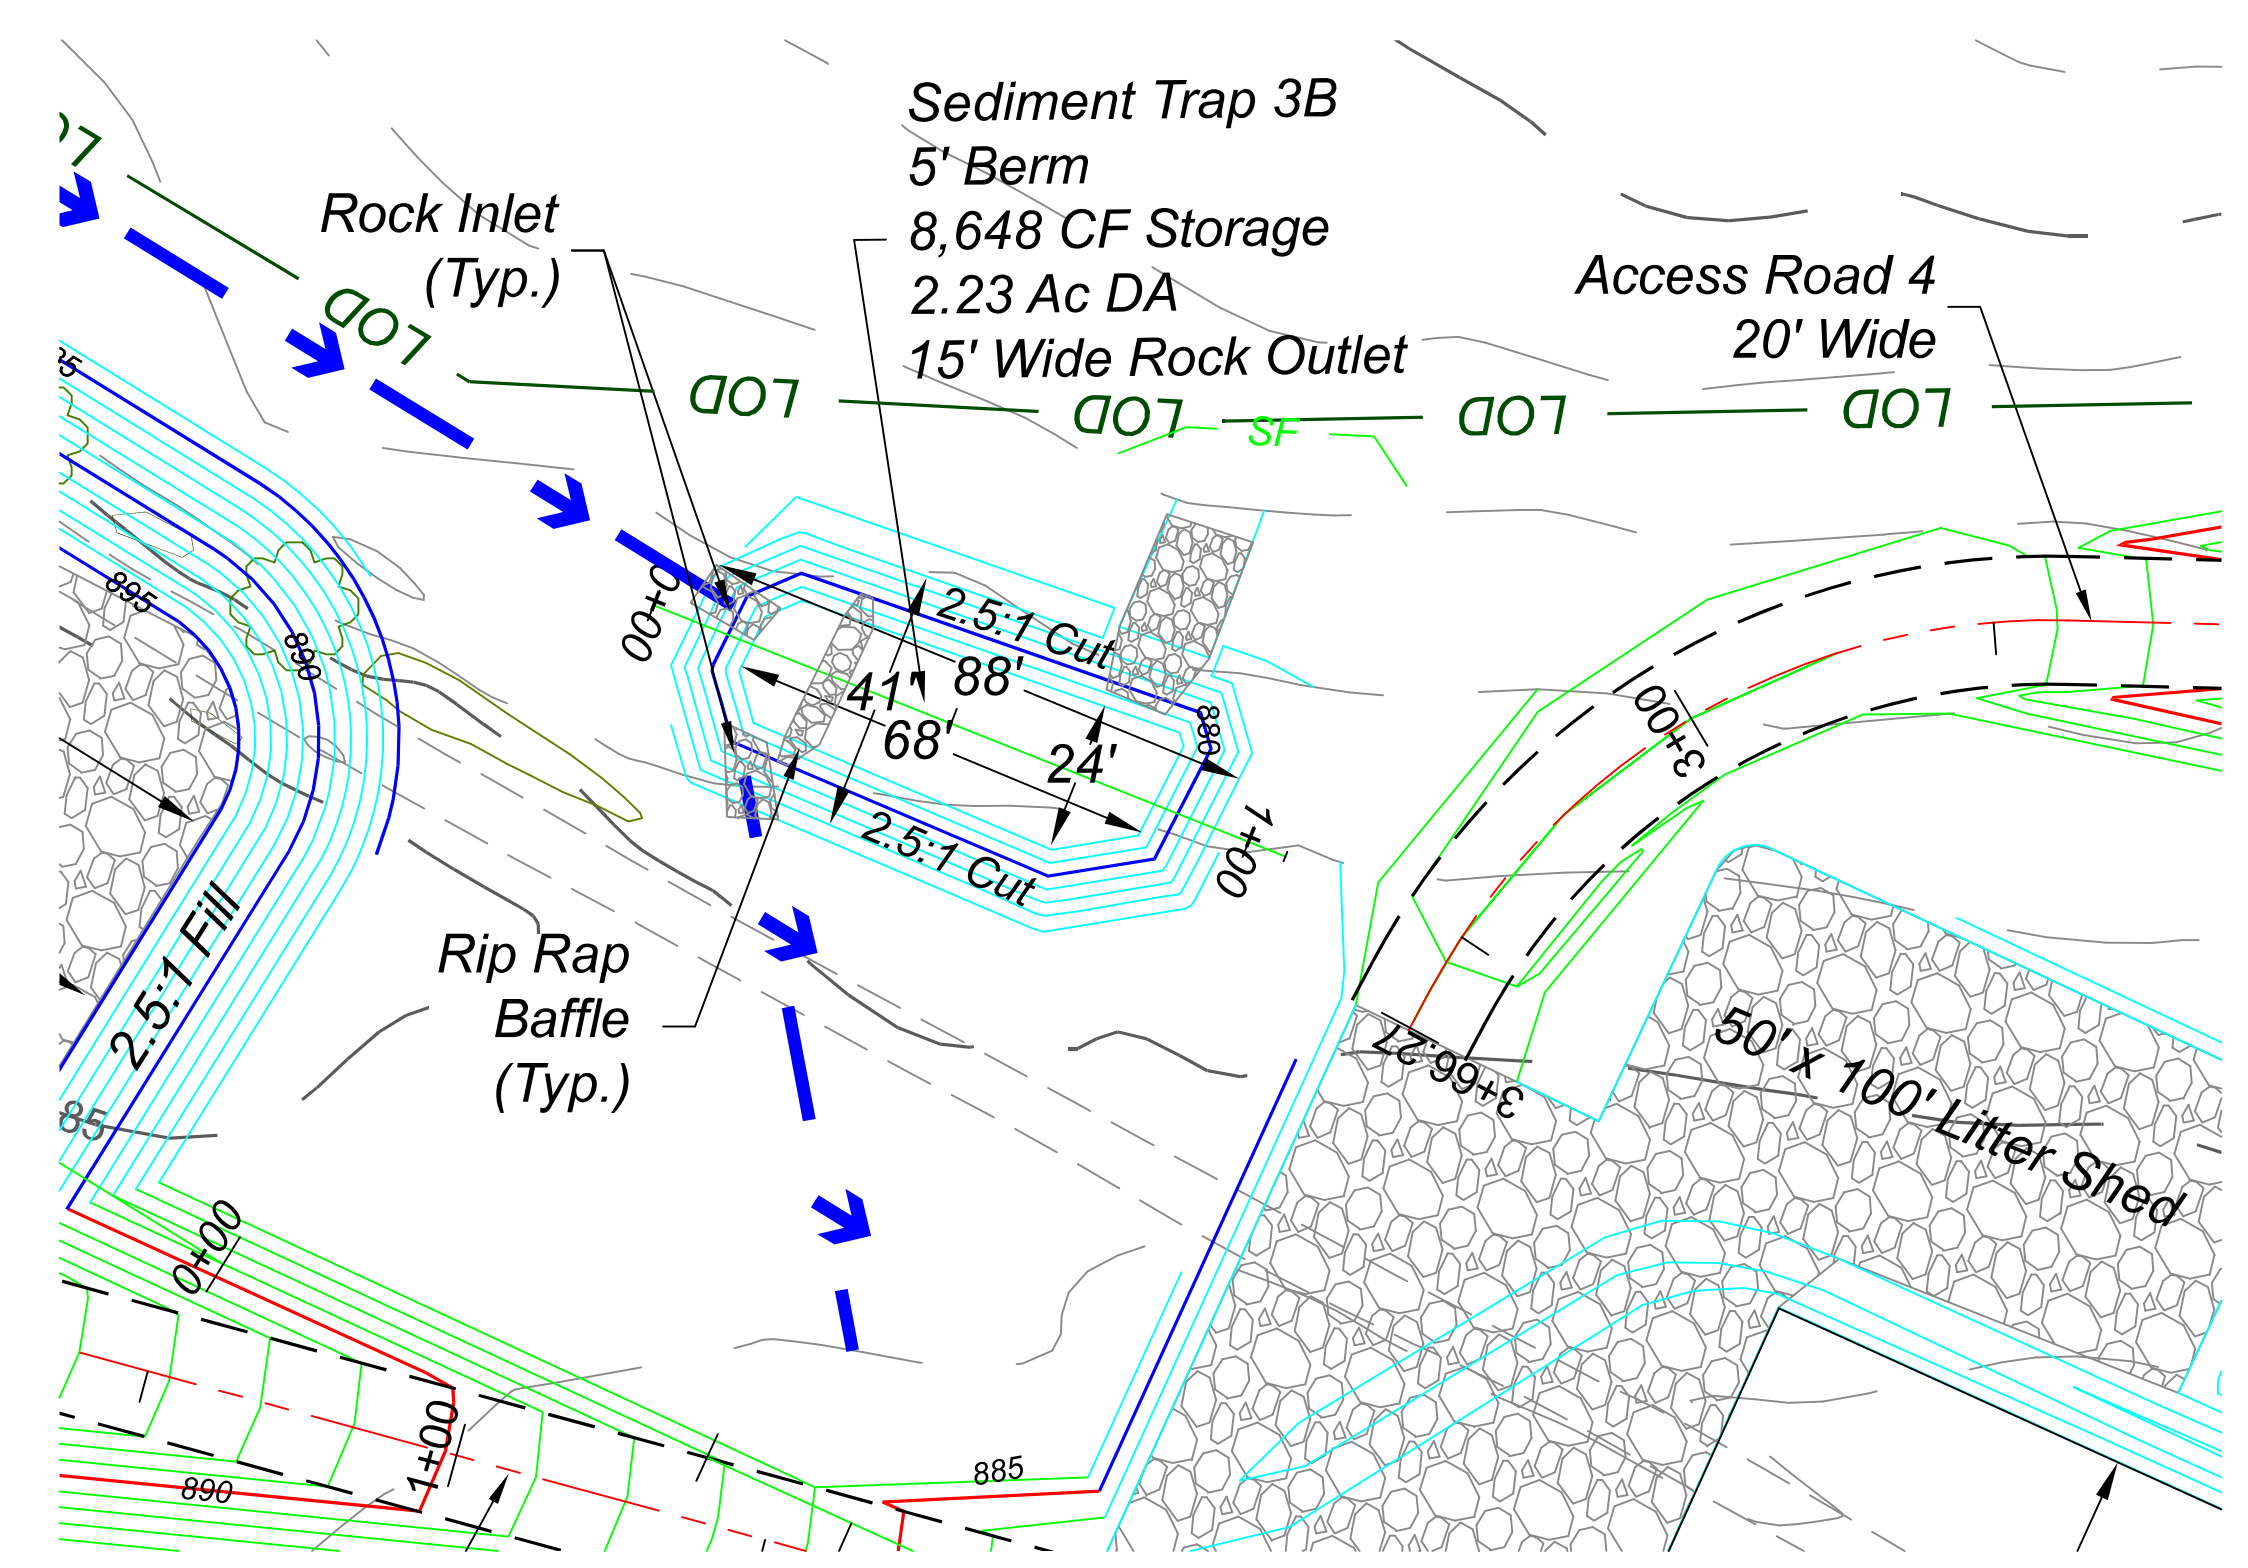 Sediment Trap 3B
5' Berm
8,648 CF Storage
2.23 Ac DA
15' Wide Rock Outlet
Rock Inlet
(Typ.)
Access Road 4
20' Wide
LOD
LOD
LOD
LOD
LOD
SF
895
890
0+00
2.5:1 Cut
41'
88'
68'
24'
880
2.5:1 Cut
1+00
3+00
3+66.27
Rip Rap
Baffle
(Typ.)
2.5:1 Fill
50' x 100' Litter Shed
85
0+00
1+00
890
885